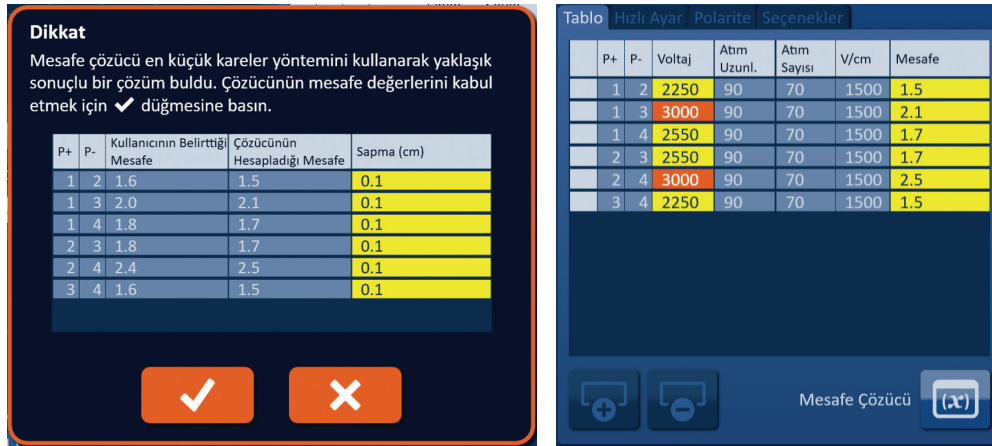 Dikkat
Mesafe çözücü en küçük kareler yöntemini kullanarak yaklaşık
sonuçlu bir çözüm buldu. Çözücünün mesafe değerlerini kabul
etmek için ✔ düğmesine basın.
P+ P- Kullanıcının Belirttiği Mesafe Çözücünün Hesapladığı Mesafe Sapma (cm)
1 2 1.6 1.5 0.1
1 3 2.0 2.1 0.1
1 4 1.8 1.7 0.1
2 3 1.8 1.7 0.1
2 4 2.4 2.5 0.1
3 4 1.6 1.5 0.1
Tablo Hızlı Ayar Polarite Seçenekler
P+ P- Voltaj Atım Uzunl. Atım Sayısı V/cm Mesafe
1 2 2250 90 70 1500 1.5
1 3 3000 90 70 1500 2.1
1 4 2550 90 70 1500 1.7
2 3 2550 90 70 1500 1.7
2 4 3000 90 70 1500 2.5
3 4 2250 90 70 1500 1.5
Mesafe Çözücü (x)